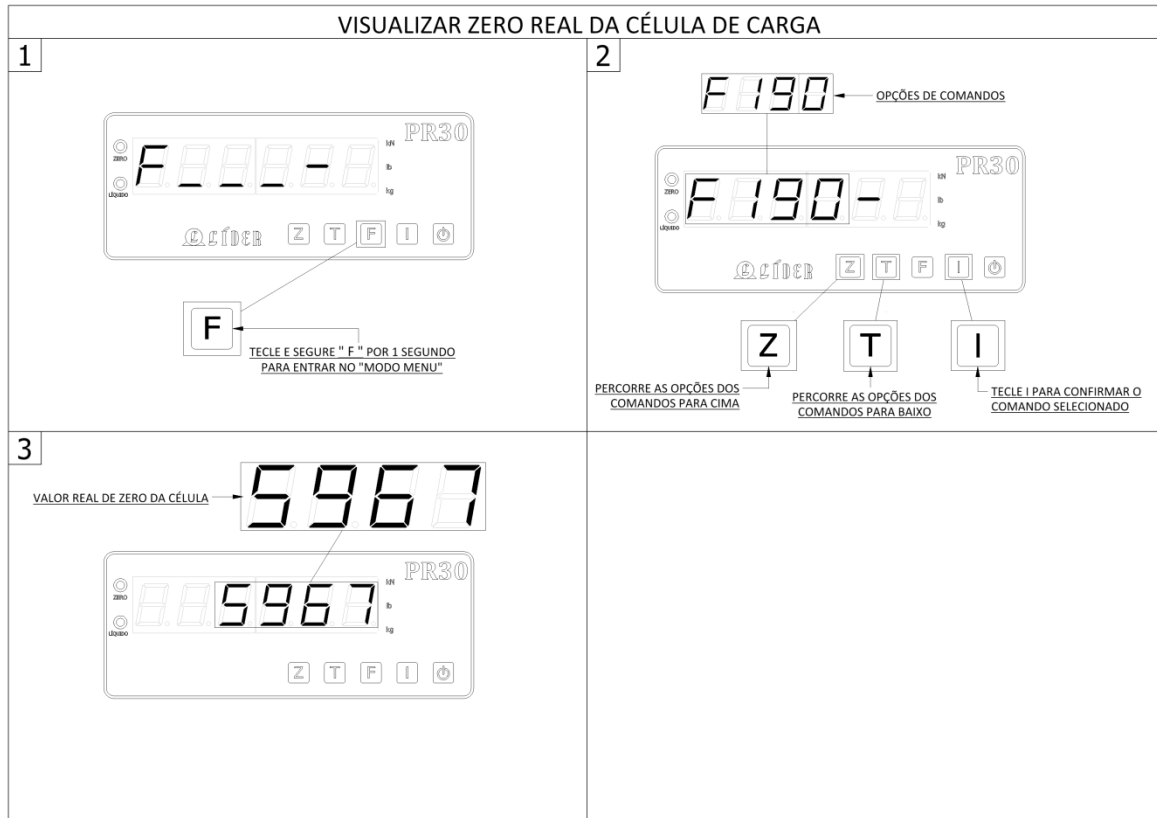 VISUALIZAR ZERO REAL DA CÉLULA DE CARGA
1
PR30
F _ _ _ -
ZERO
LÍQUIDO
kN
lb
kg
LÍDER
Z T F I
F
TECLE E SEGURE " F " POR 1 SEGUNDO
PARA ENTRAR NO "MODO MENU"
2
F 190
OPÇÕES DE COMANDOS
PR30
F 190-
ZERO
LÍQUIDO
kN
lb
kg
LÍDER
Z T F I
Z
T
I
PERCORRE AS OPÇÕES DOS
COMANDOS PARA CIMA
PERCORRE AS OPÇÕES DOS
COMANDOS PARA BAIXO
TECLE I PARA CONFIRMAR O
COMANDO SELECIONADO
3
5967
VALOR REAL DE ZERO DA CÉLULA
PR30
5967
ZERO
LÍQUIDO
kN
lb
kg
Z T F I